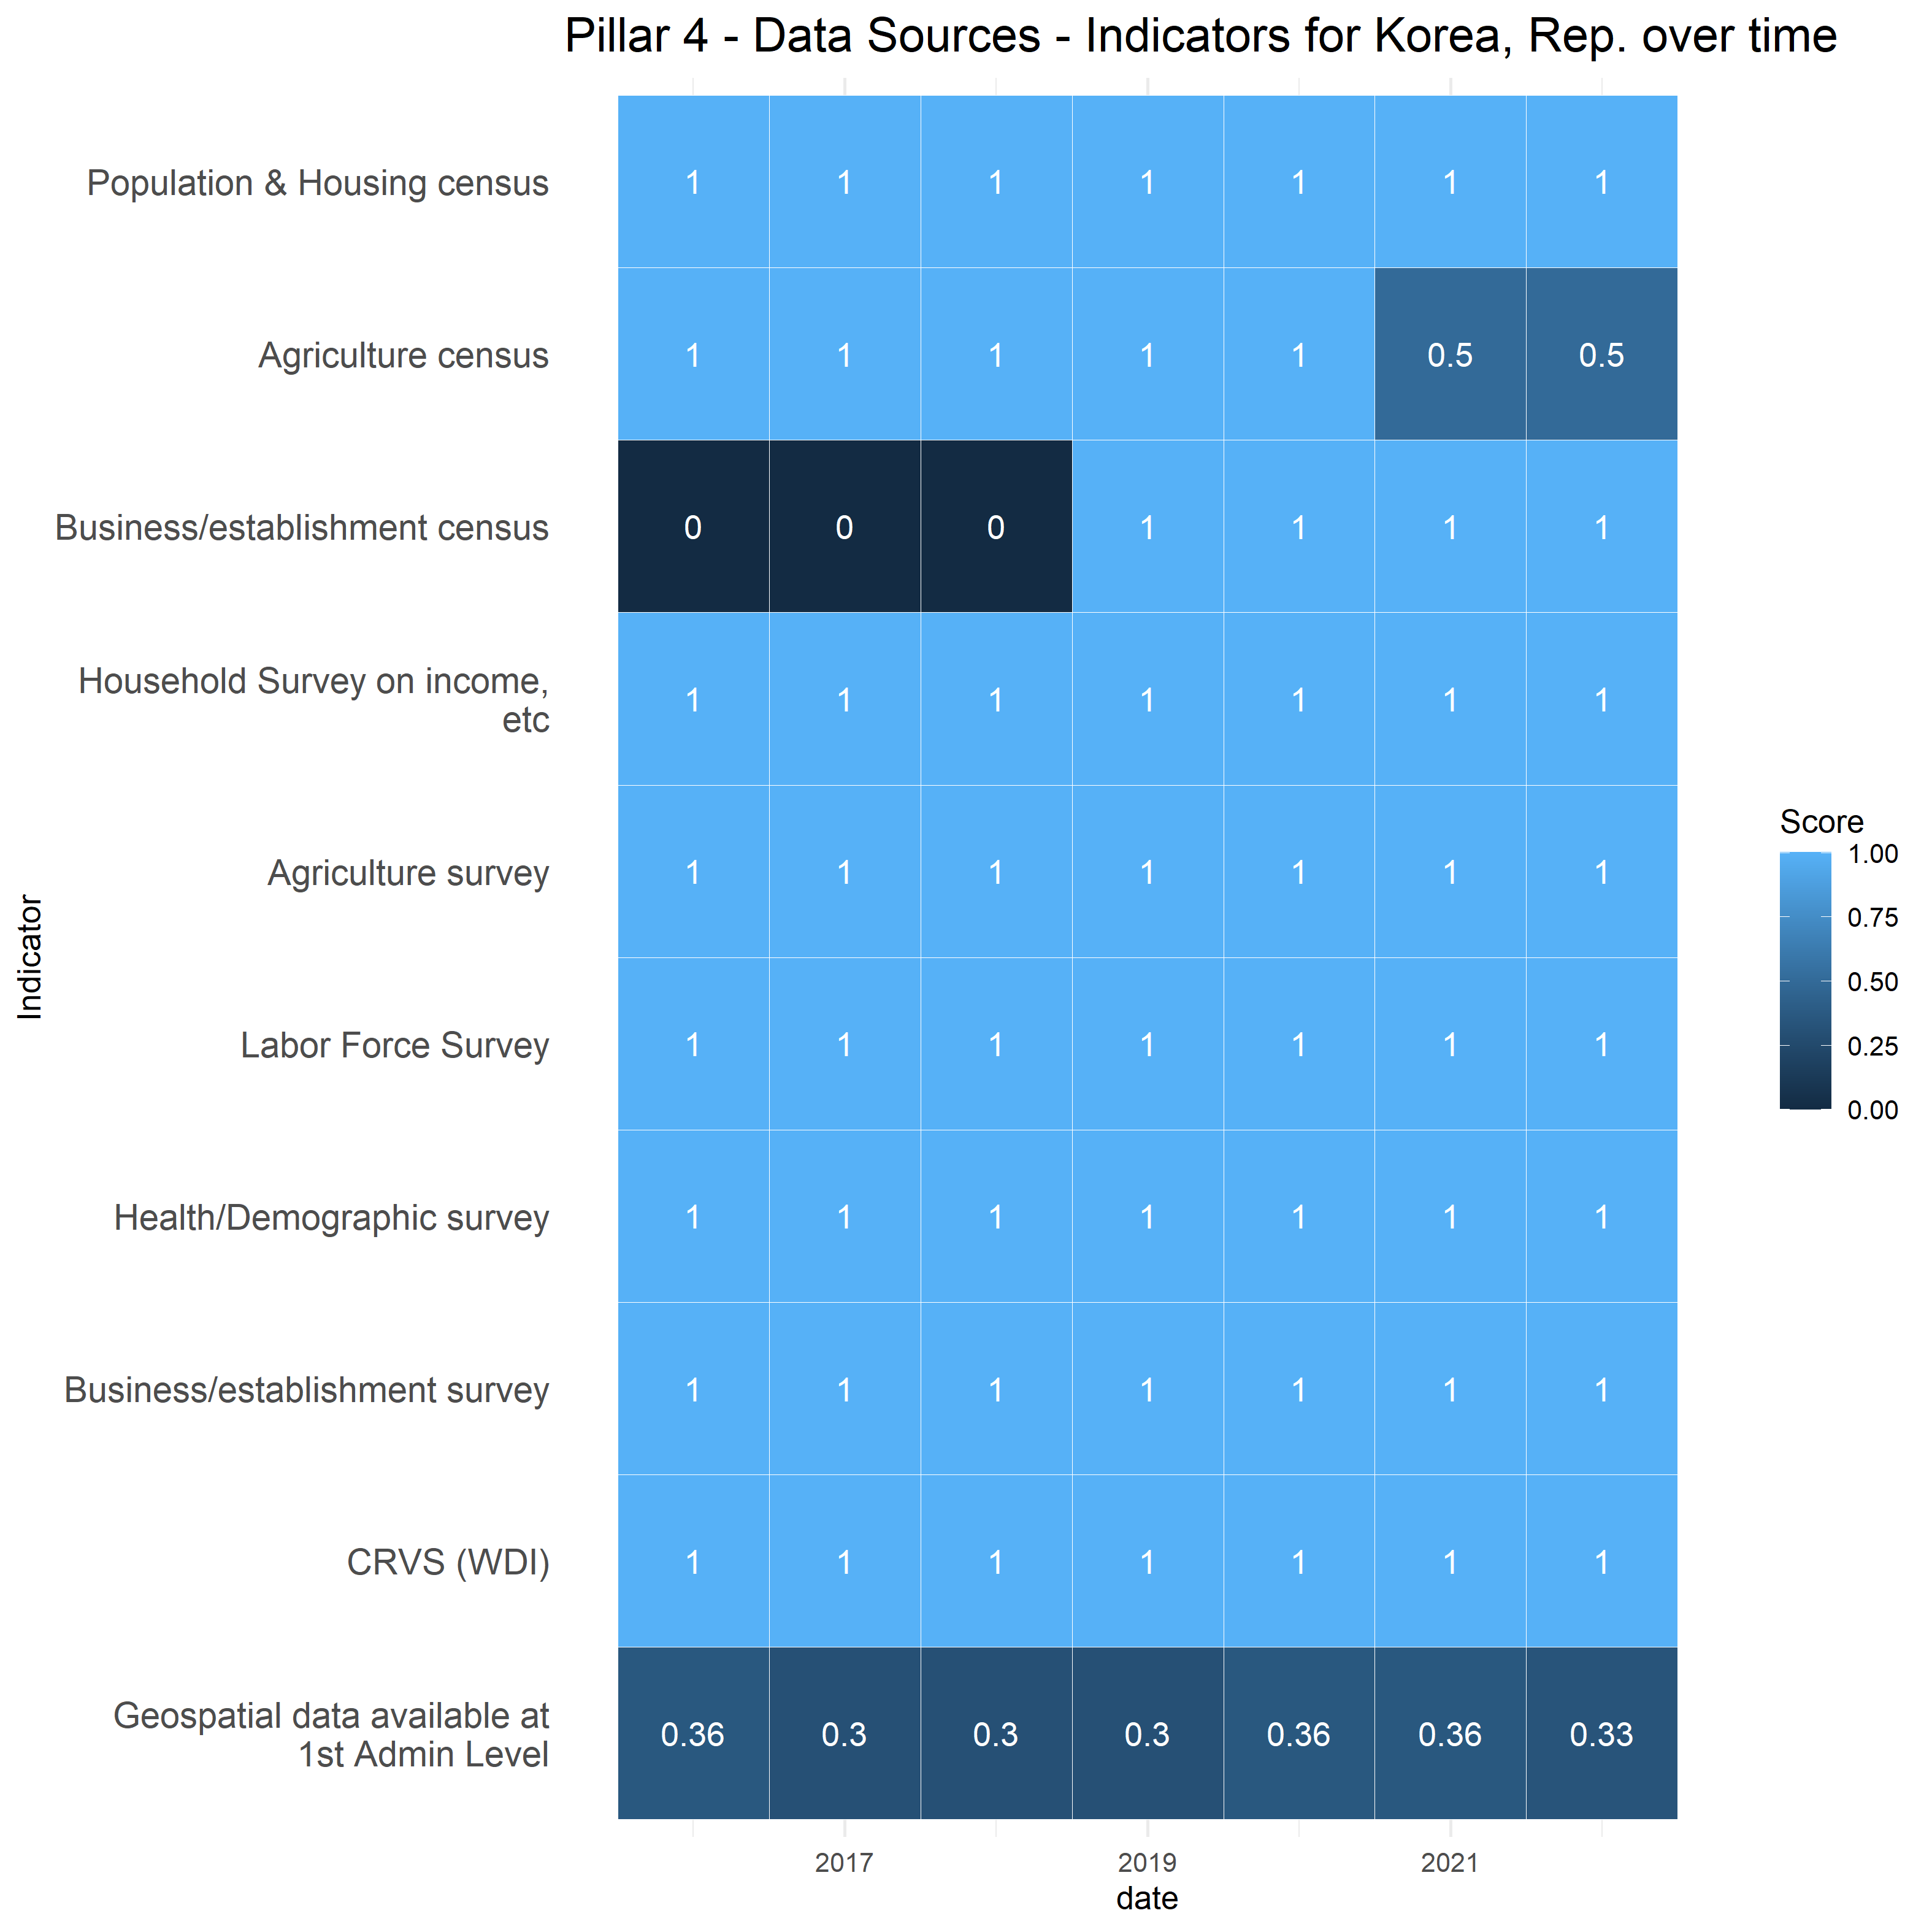 Pillar 4 - Data Sources - Indicators for Korea, Rep. over time
Population & Housing census 1 1 1 1 1 1 1
Agriculture census 1 1 1 1 1 0.5 0.5
Business/establishment census 0 0 0 1 1 1 1
Household Survey on income,
etc 1 1 1 1 1 1 1
Agriculture survey 1 1 1 1 1 1 1
Labor Force Survey 1 1 1 1 1 1 1
Health/Demographic survey 1 1 1 1 1 1 1
Business/establishment survey 1 1 1 1 1 1 1
CRVS (WDI) 1 1 1 1 1 1 1
Geospatial data available at
1st Admin Level 0.36 0.3 0.3 0.3 0.36 0.36 0.33
2017 2019 2021
date
Indicator
Score
1.00
0.75
0.50
0.25
0.00